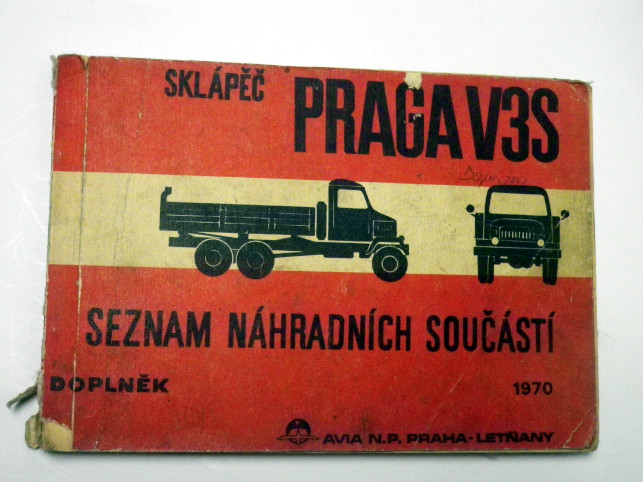 SKLÁPĚČ
PRAGA V3S
SEZNAM NÁHRADNÍCH SOUČÁSTÍ
DOPLNĚK
1970
AVIA N.P. PRAHA - LETŇANY